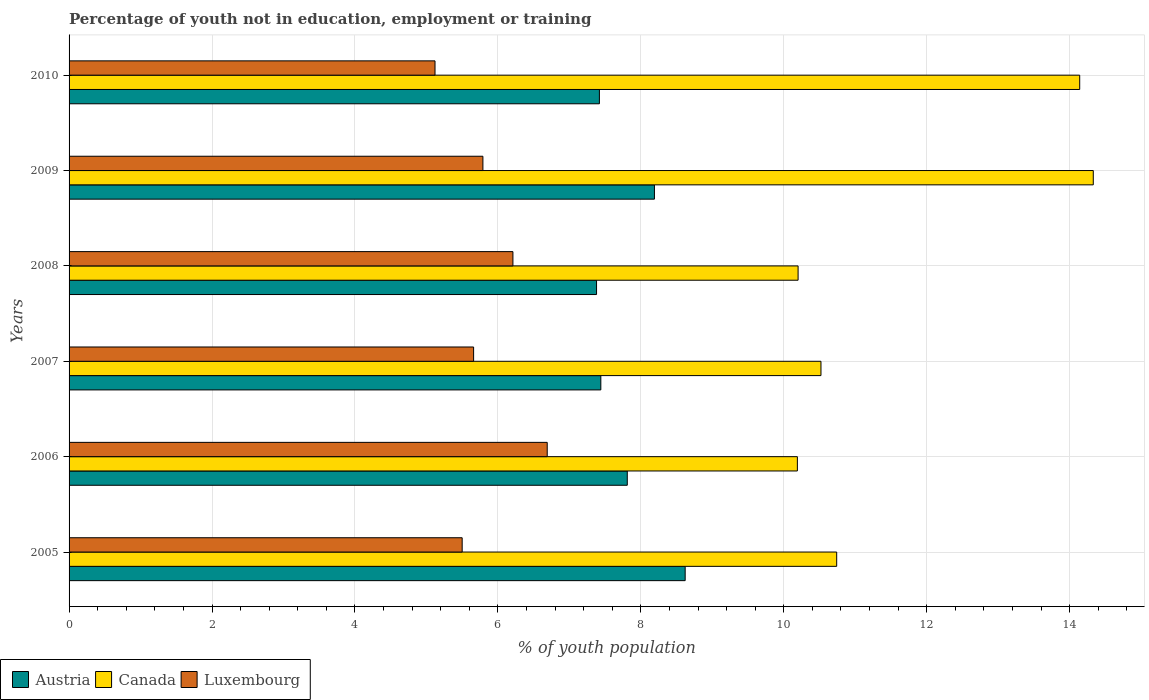 Percentage of youth not in education, employment or training
2010
2009
2008
2007
2006
2005
Years
0
2
4
6
8
10
12
14
% of youth population
Austria
Canada
Luxembourg